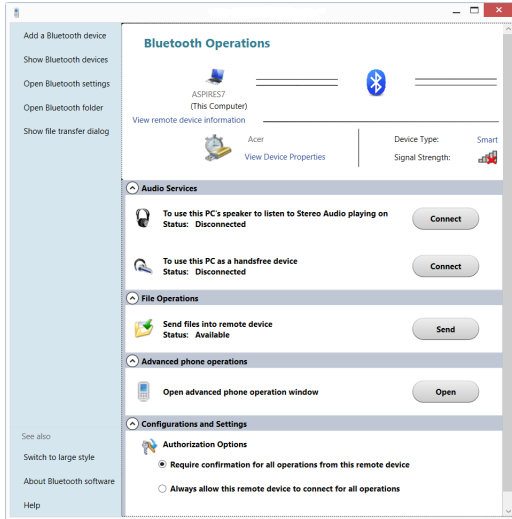 Add a Bluetooth device
Show Bluetooth devices
Open Bluetooth settings
Open Bluetooth folder
Show file transfer dialog
See also
Switch to large style
About Bluetooth software
Help
Bluetooth Operations
ASPIRES7
(This Computer)
View remote device information
Acer
View Device Properties
Device Type: Smart
Signal Strength:
Audio Services
To use this PC's speaker to listen to Stereo Audio playing on
Status: Disconnected
Connect
To use this PC as a handsfree device
Status: Disconnected
Connect
File Operations
Send files into remote device
Status: Available
Send
Advanced phone operations
Open advanced phone operation window
Open
Configurations and Settings
Authorization Options
Require confirmation for all operations from this remote device
Always allow this remote device to connect for all operations